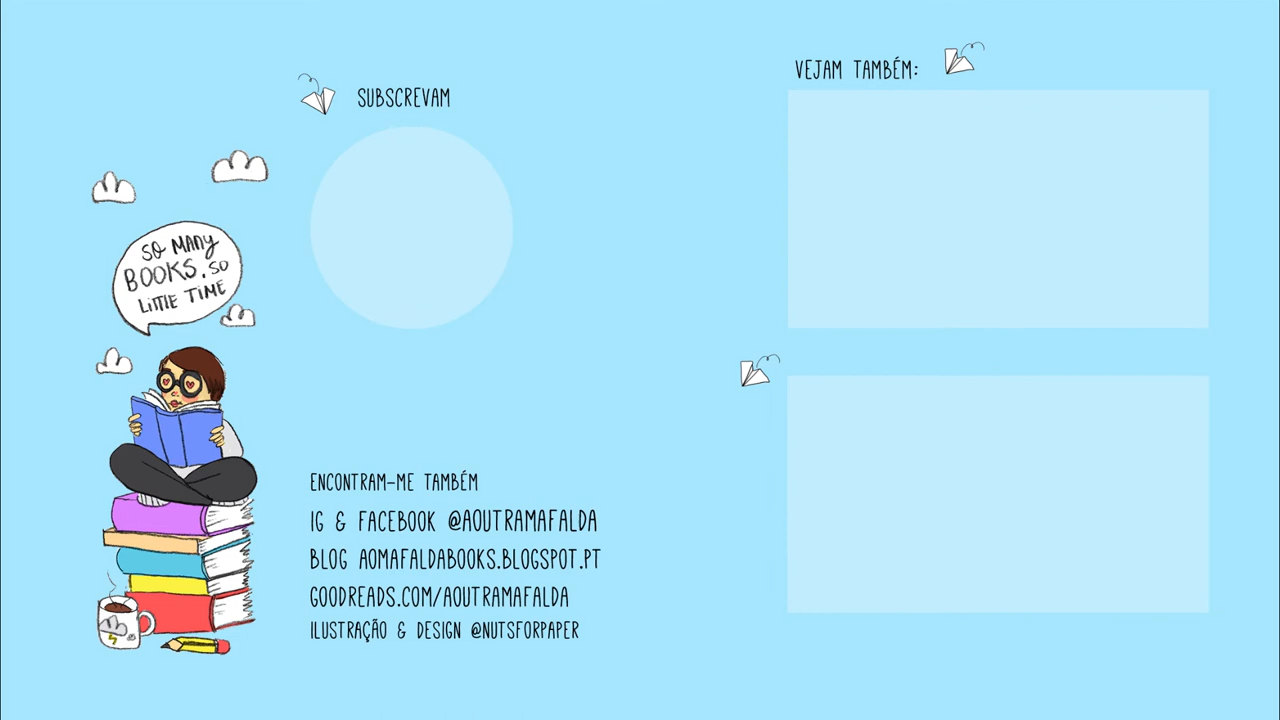 SUBSCREVAM
VEJAM TAMBÉM:
SO MANY
BOOKS, SO
LITTLE TIME
ENCONTRAM-ME TAMBÉM
IG & FACEBOOK @AOUTRAMAFALDA
BLOG AOMAFALDABOOKS.BLOGSPOT.PT
GOODREADS.COM/AOUTRAMAFALDA
ILUSTRAÇÃO & DESIGN @NUTSFORPAPER